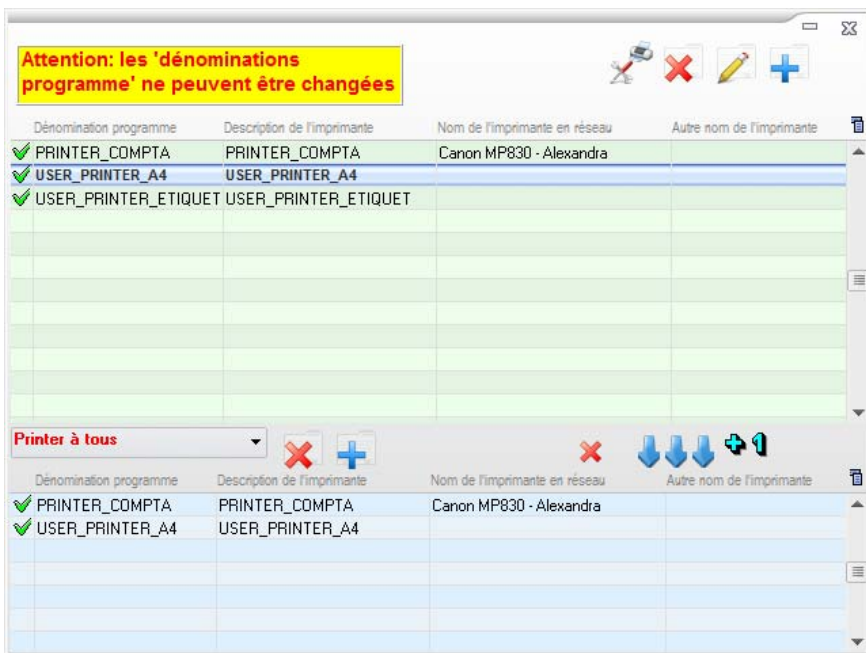 Attention: les 'dénominations
programme' ne peuvent être changées
Dénomination programme Description de l'imprimante Nom de l'imprimante en réseau Autre nom de l'imprimante
PRINTER_COMPTA PRINTER_COMPTA Canon MP830 - Alexandra
USER_PRINTER_A4 USER_PRINTER_A4
USER_PRINTER_ETIQUET USER_PRINTER_ETIQUET
Printer à tous
1
Dénomination programme Description de l'imprimante Nom de l'imprimante en réseau Autre nom de l'imprimante
PRINTER_COMPTA PRINTER_COMPTA Canon MP830 - Alexandra
USER_PRINTER_A4 USER_PRINTER_A4